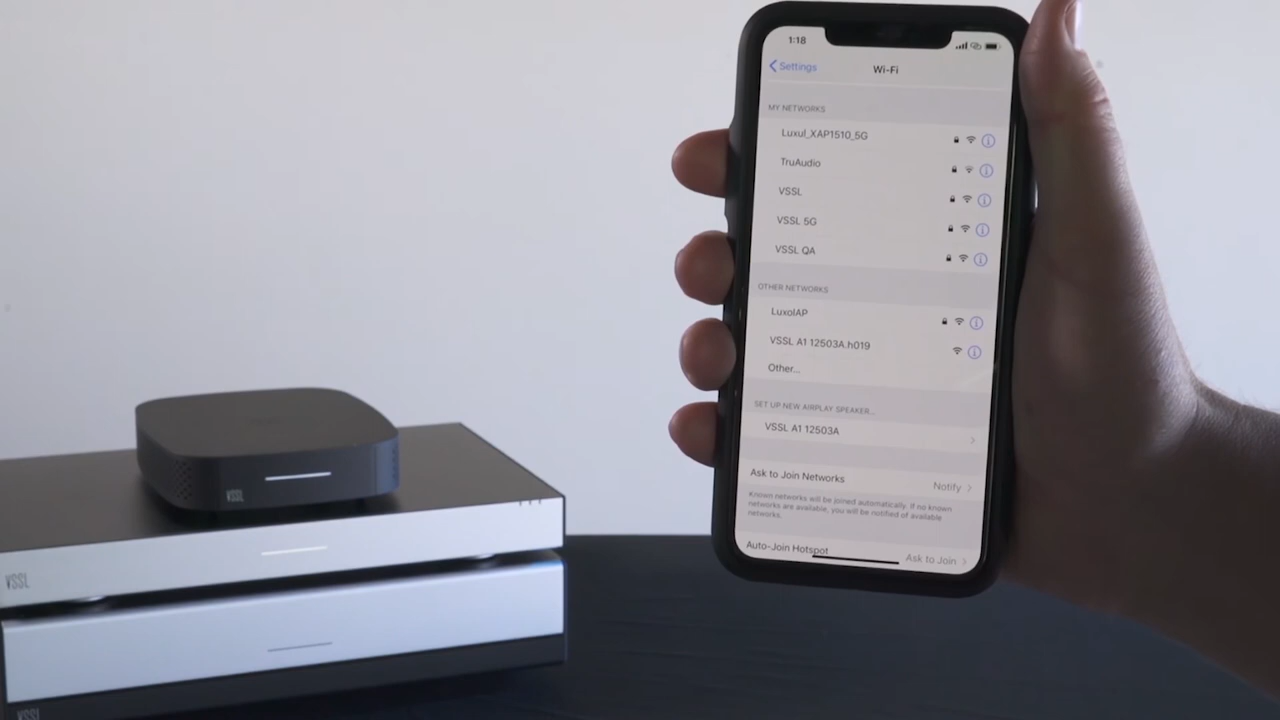 1:18
Settings
Wi-Fi
MY NETWORKS
Luxul_XAP1510_5G
TruAudio
VSSL
VSSL 5G
VSSL QA
OTHER NETWORKS
LuxolAP
VSSL A1 12503A.h019
Other...
SET UP NEW AIRPLAY SPEAKER...
VSSL A1 12503A
Ask to Join Networks
Notify
Known networks will be joined automatically. If no known
networks are available, you will be notified of available
networks.
Auto-Join Hotspot
Ask to Join
VSSL
VSSL
VSSL